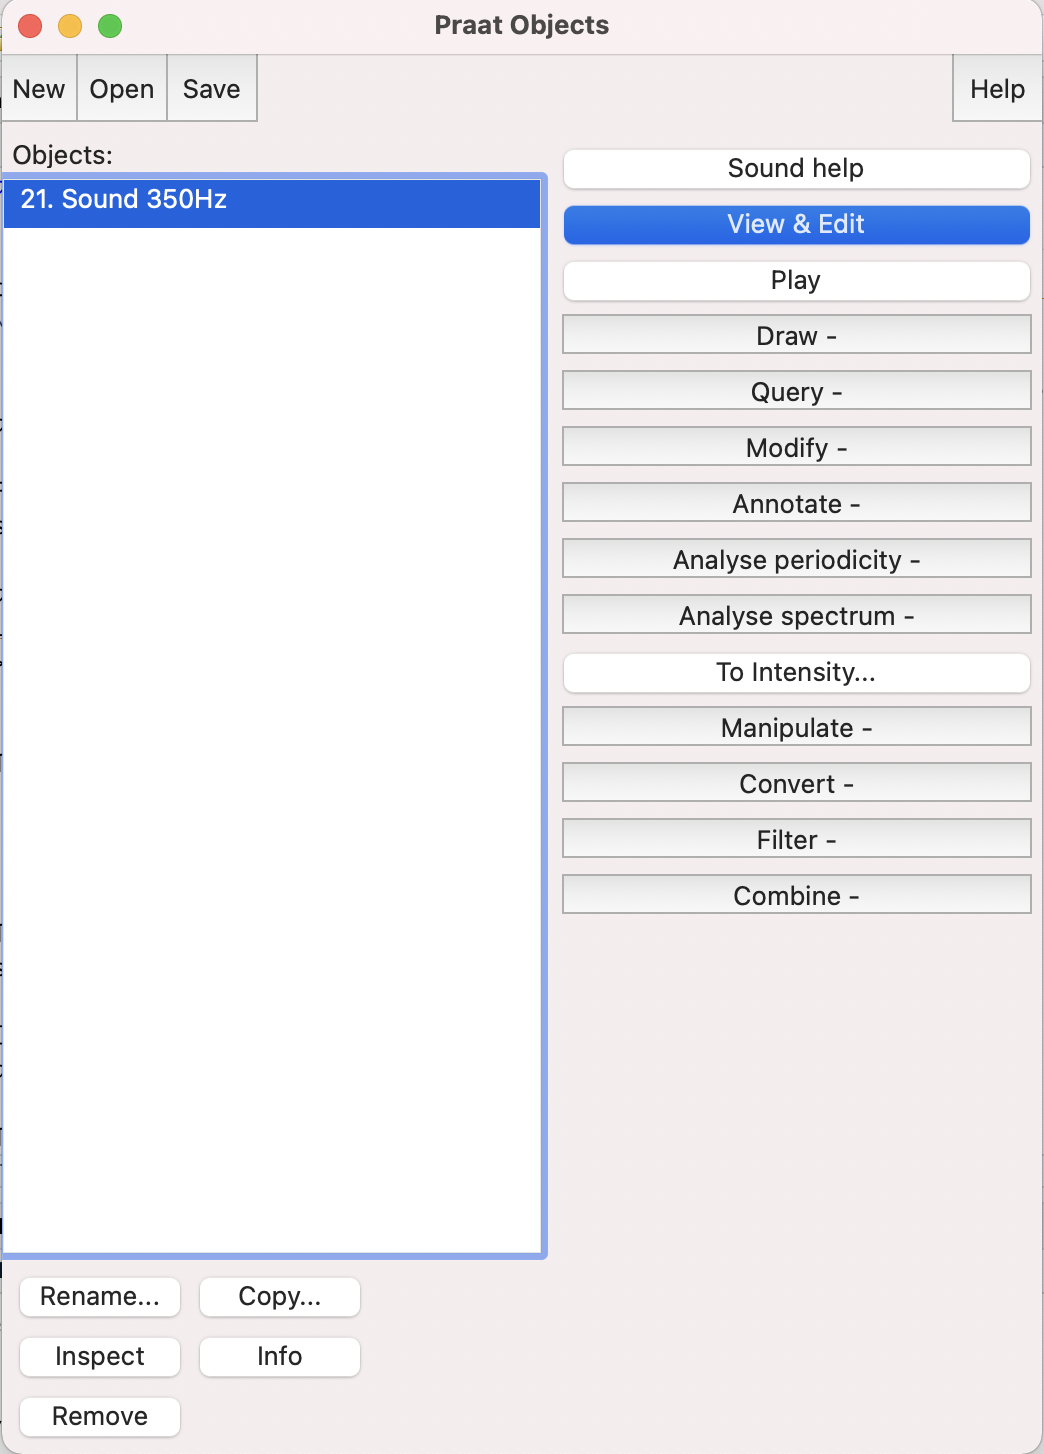 Praat Objects
New Open Save Help
Objects:
21. Sound 350Hz
Sound help
View & Edit
Play
Draw -
Query -
Modify -
Annotate -
Analyse periodicity -
Analyse spectrum -
To Intensity...
Manipulate -
Convert -
Filter -
Combine -
Rename... Copy...
Inspect Info
Remove